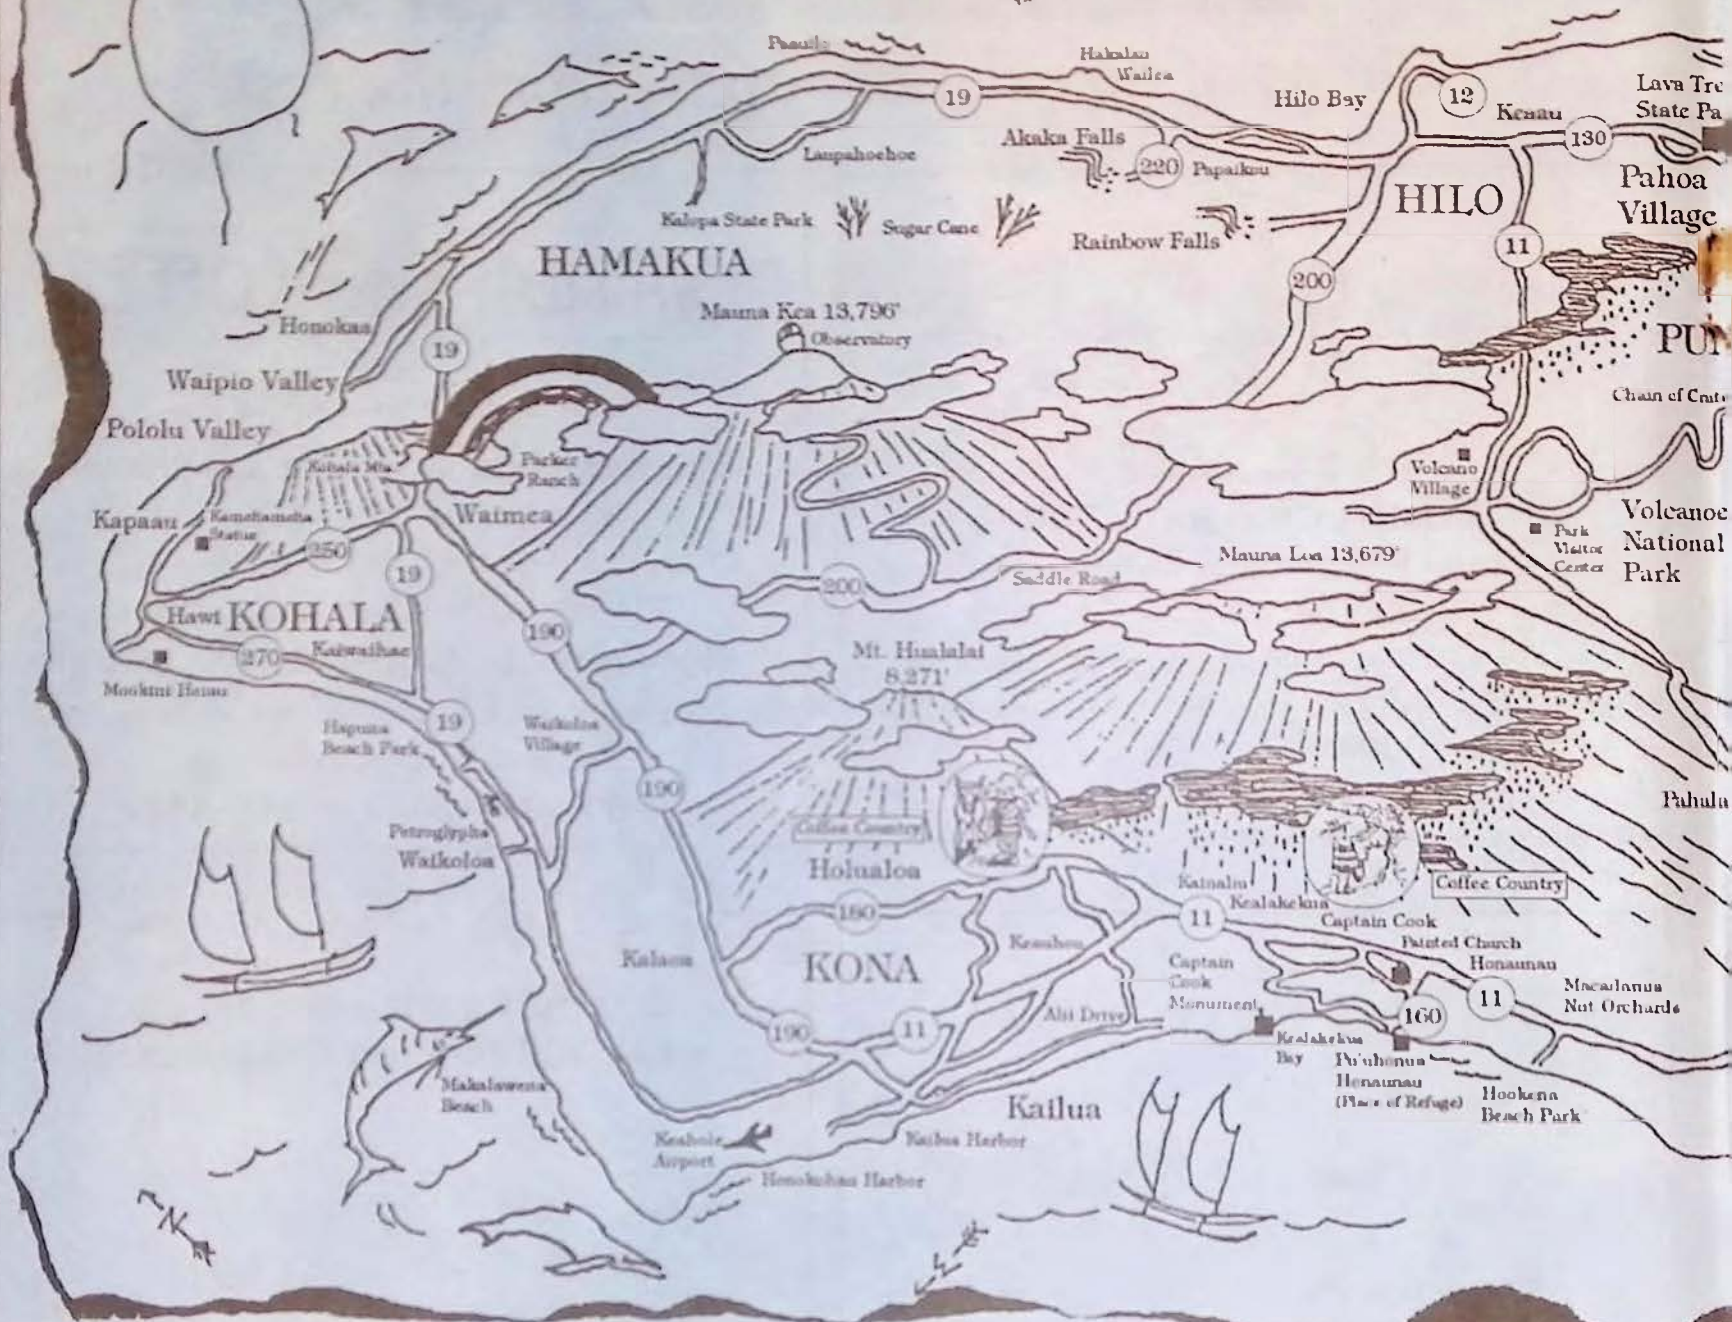 Paauilo
Hakalau
Wailea
19
Hilo Bay
12
Keaau
130
Lava Tre
State Pa
Akaka Falls
220
Papaikou
Laupahoehoe
Pahoa
Village
HILO
Kalopa State Park
Sugar Cane
Rainbow Falls
11
HAMAKUA
200
Mauna Kea 13,796'
Observatory
Honokaa
19
PUN
Waipio Valley
Chain of Crate
Pololu Valley
Kohala Mts.
Parker
Ranch
Volcano
Village
Kapaau
Kamehameha
Statue
Waimea
250
Volcanoe
National
Park
Park
Visitor
Center
Mauna Loa 13,679'
19
200
Saddle Road
Hawi
KOHALA
190
270
Kaiwaihae
Mt. Hualalai
8,271'
Mookini Heiau
19
Hapuna
Beach Park
Waikoloa
Village
190
Pahala
Petroglyphs
Waikoloa
Coffee Country
Holualoa
Kainaliu
Coffee Country
Kealakekua
Captain Cook
180
11
Painted Church
Honaunau
Keauhou
Kalaoa
KONA
Captain
Cook
Monument
Macadamia
Nut Orchards
11
160
Alii Drive
190
11
Kealakekua
Bay
Pu'uhonua
Honaunau
(Place of Refuge)
Hookena
Beach Park
Makalawena
Beach
Kailua
Keahole
Airport
Kailua Harbor
Honokohau Harbor
N